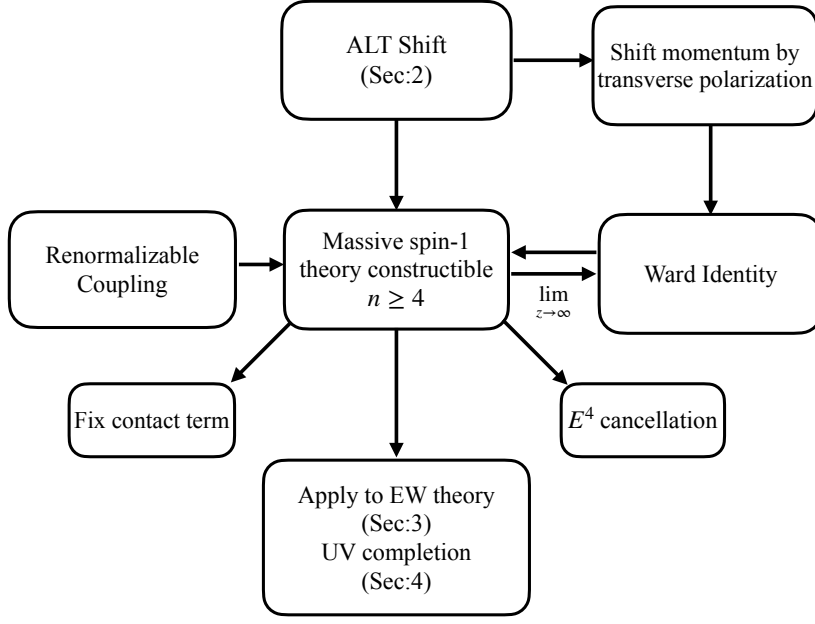 ALT Shift
(Sec:2)
Shift momentum by
transverse polarization
Renormalizable
Coupling
Massive spin-1
theory constructible
n ≥ 4
lim
z→∞
Ward Identity
Fix contact term
E⁴ cancellation
Apply to EW theory
(Sec:3)
UV completion
(Sec:4)